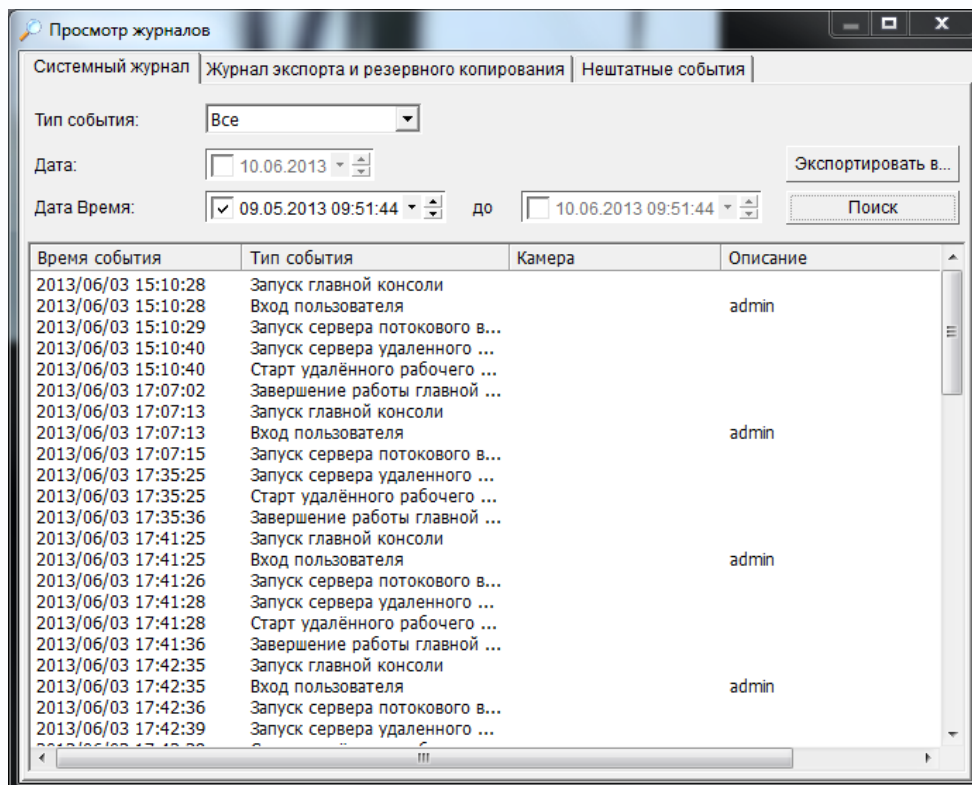 Просмотр журналов
Системный журнал Журнал экспорта и резервного копирования Нештатные события
Тип события: Все
Дата: 10.06.2013 Экспортировать в...
Дата Время: 09.05.2013 09:51:44 до 10.06.2013 09:51:44 Поиск
Время события Тип события Камера Описание
2013/06/03 15:10:28 Запуск главной консоли
2013/06/03 15:10:28 Вход пользователя admin
2013/06/03 15:10:29 Запуск сервера потокового в...
2013/06/03 15:10:40 Запуск сервера удаленного ...
2013/06/03 15:10:40 Старт удалённого рабочего ...
2013/06/03 17:07:02 Завершение работы главной ...
2013/06/03 17:07:13 Запуск главной консоли
2013/06/03 17:07:13 Вход пользователя admin
2013/06/03 17:07:15 Запуск сервера потокового в...
2013/06/03 17:35:25 Запуск сервера удаленного ...
2013/06/03 17:35:25 Старт удалённого рабочего ...
2013/06/03 17:35:36 Завершение работы главной ...
2013/06/03 17:41:25 Запуск главной консоли
2013/06/03 17:41:25 Вход пользователя admin
2013/06/03 17:41:26 Запуск сервера потокового в...
2013/06/03 17:41:28 Запуск сервера удаленного ...
2013/06/03 17:41:28 Старт удалённого рабочего ...
2013/06/03 17:41:36 Завершение работы главной ...
2013/06/03 17:42:35 Запуск главной консоли
2013/06/03 17:42:35 Вход пользователя admin
2013/06/03 17:42:36 Запуск сервера потокового в...
2013/06/03 17:42:39 Запуск сервера удаленного ...